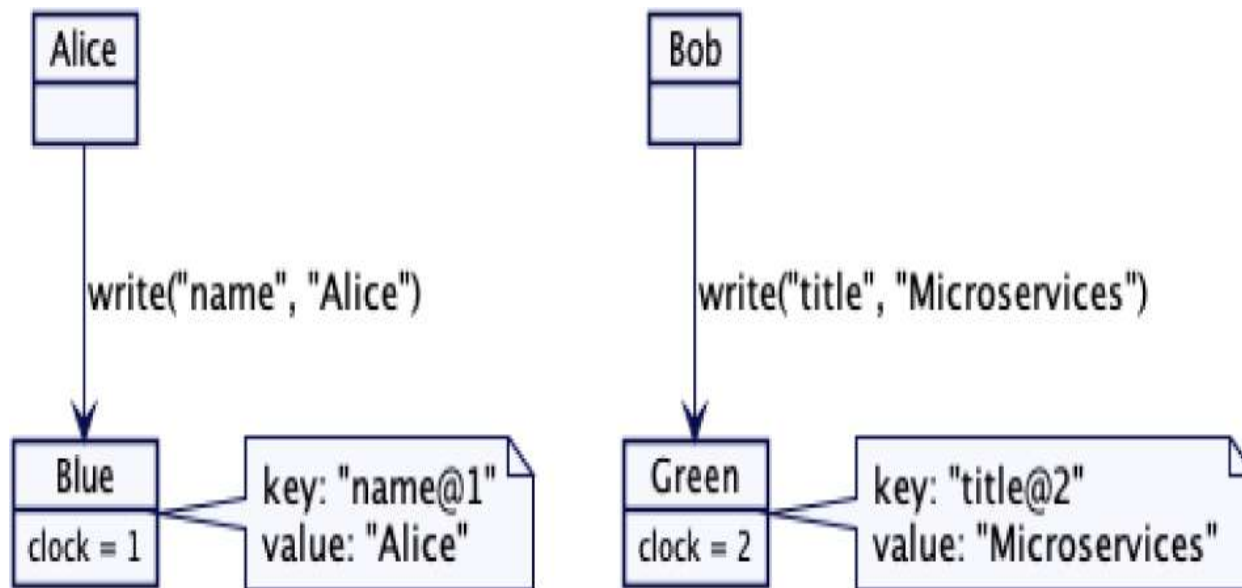 Alice
Bob
write("name", "Alice")
write("title", "Microservices")
Blue
clock = 1
key: "name@1"
value: "Alice"
Green
clock = 2
key: "title@2"
value: "Microservices"